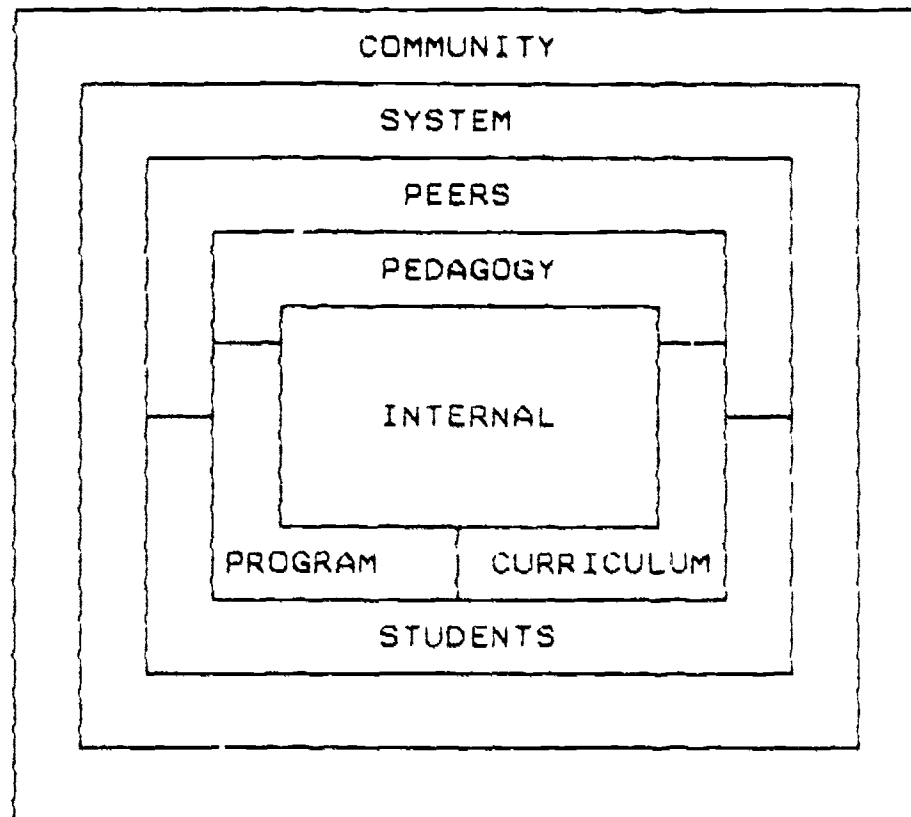 COMMUNITY
SYSTEM
PEERS
PEDAGOGY
INTERNAL
PROGRAM CURRICULUM
STUDENTS